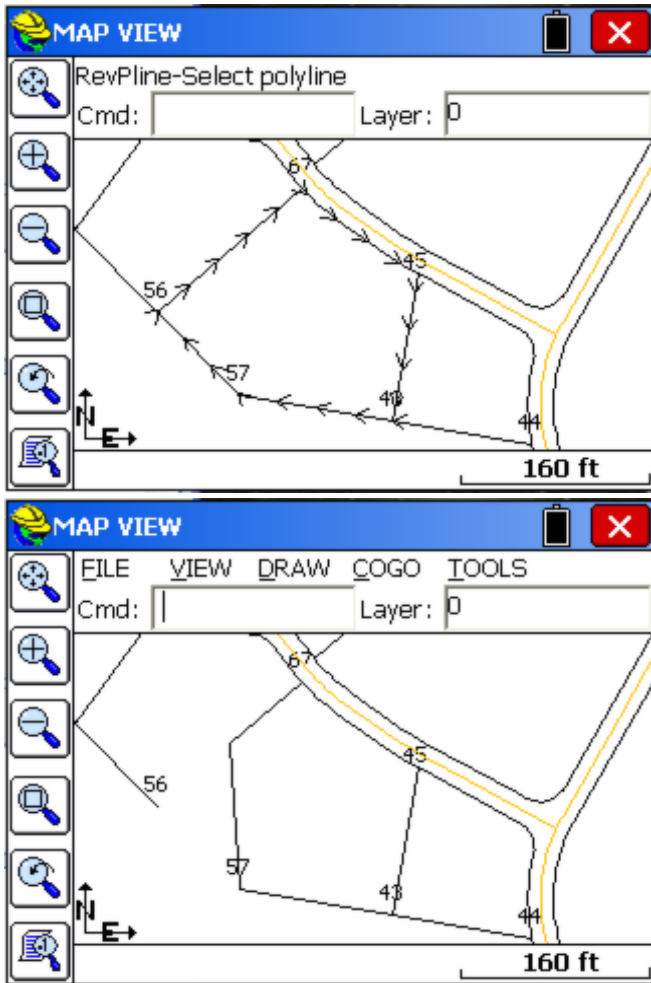 MAP VIEW
RevPline-Select polyline
Cmd: Layer: 0
67
45
56
57
43
44
N
E
160 ft
MAP VIEW
FILE VIEW DRAW COGO TOOLS
Cmd: Layer: 0
67
45
56
57
43
44
N
E
160 ft